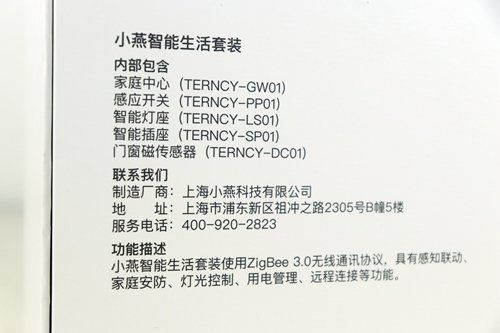 小燕智能生活套装
内部包含
家庭中心（TERNCY-GW01）
感应开关（TERNCY-PP01）
智能灯座（TERNCY-LS01）
智能插座（TERNCY-SP01）
门窗磁传感器（TERNCY-DC01）
联系我们
制造厂商：上海小燕科技有限公司
地　　址：上海市浦东新区祖冲之路2305号B幢5楼
服务电话：400-920-2823
功能描述
小燕智能生活套装使用ZigBee 3.0无线通讯协议，具有感知联动、
家庭安防、灯光控制、用电管理、远程连接等功能。